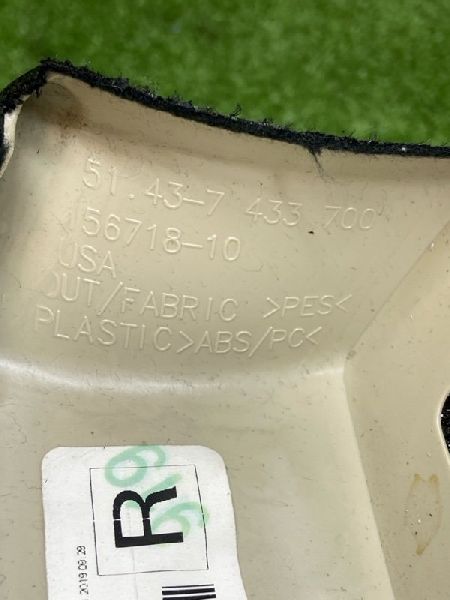 51.43-7 433 700
156718-10
USA
OUT/FABRIC >PES<
PLASTIC>ABS/PC<
R
2019 09 29